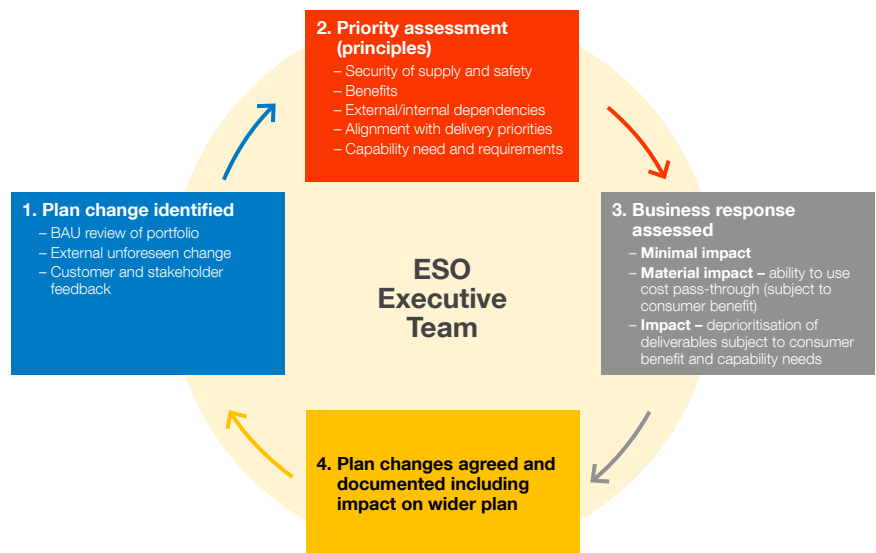 2. Priority assessment
(principles)
– Security of supply and safety
– Benefits
– External/internal dependencies
– Alignment with delivery priorities
– Capability need and requirements
1. Plan change identified
– BAU review of portfolio
– External unforeseen change
– Customer and stakeholder
feedback
ESO
Executive
Team
3. Business response
assessed
– Minimal impact
– Material impact – ability to use
cost pass-through (subject to
consumer benefit)
– Impact – deprioritisation of
deliverables subject to consumer
benefit and capability needs
4. Plan changes agreed and
documented including
impact on wider plan